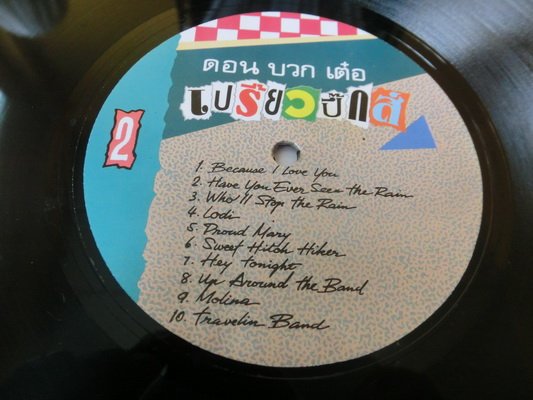 ดอน บวก เต๋อ
เปรี้ยวซิกส์
2
1. Because I Love You
2. Have You Ever Seen the Rain
3. Who'll Stop the Rain
4. Lodi
5. Proud Mary
6. Sweet Hitch Hiker
7. Hey Tonight
8. Up Around the Band
9. Molina
10. Travelin Band